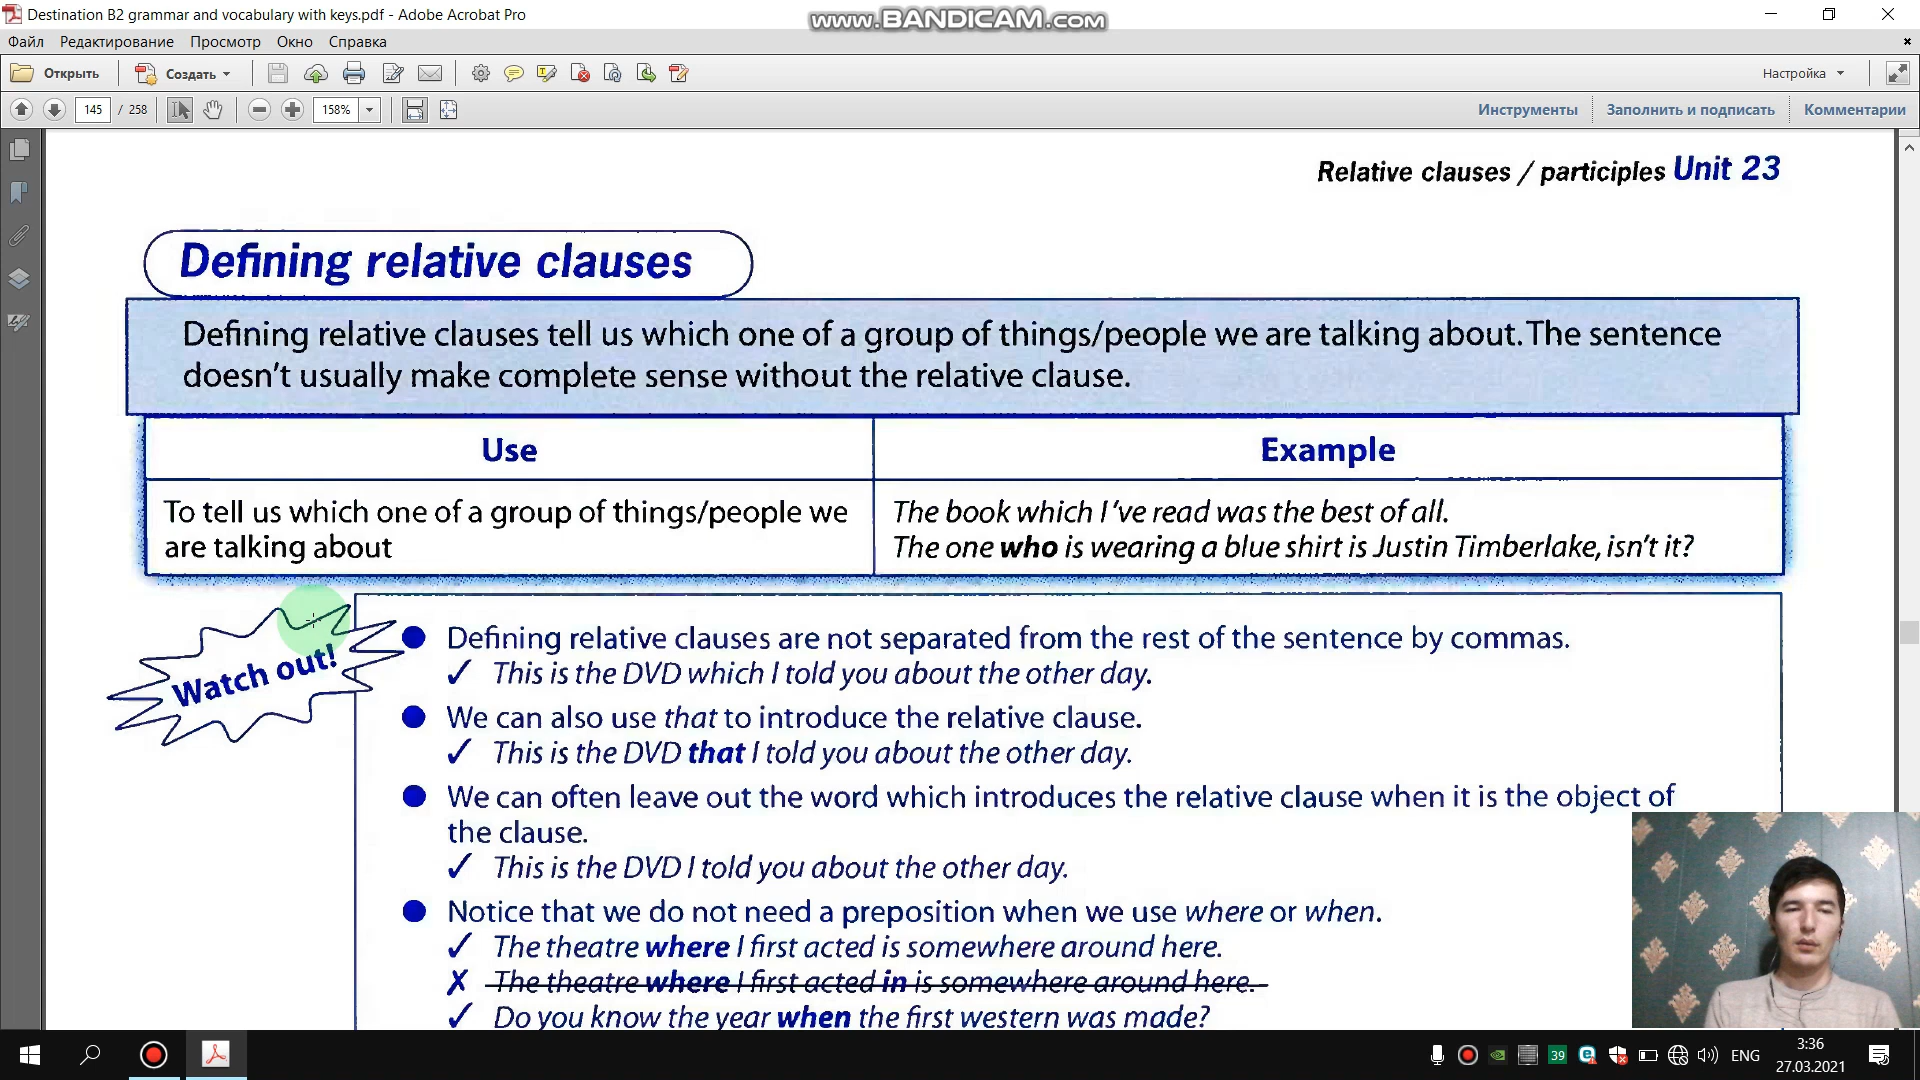 Destination B2 grammar and vocabulary with keys.pdf - Adobe Acrobat Pro
www.BANDICAM.com
Файл Редактирование Просмотр Окно Справка
Открыть Создать Настройка
145 / 258 158% Инструменты Заполнить и подписать Комментарии
Relative clauses / participles Unit 23
Defining relative clauses
Defining relative clauses tell us which one of a group of things/people we are talking about. The sentence
doesn't usually make complete sense without the relative clause.
Use Example
To tell us which one of a group of things/people we
are talking about
The book which I've read was the best of all.
The one who is wearing a blue shirt is Justin Timberlake, isn't it?
Watch out!
● Defining relative clauses are not separated from the rest of the sentence by commas.
✓ This is the DVD which I told you about the other day.
● We can also use that to introduce the relative clause.
✓ This is the DVD that I told you about the other day.
● We can often leave out the word which introduces the relative clause when it is the object of
the clause.
✓ This is the DVD I told you about the other day.
● Notice that we do not need a preposition when we use where or when.
✓ The theatre where I first acted is somewhere around here.
✗ The theatre where I first acted in is somewhere around here.
✓ Do you know the year when the first western was made?
39 ENG 3:36
27.03.2021